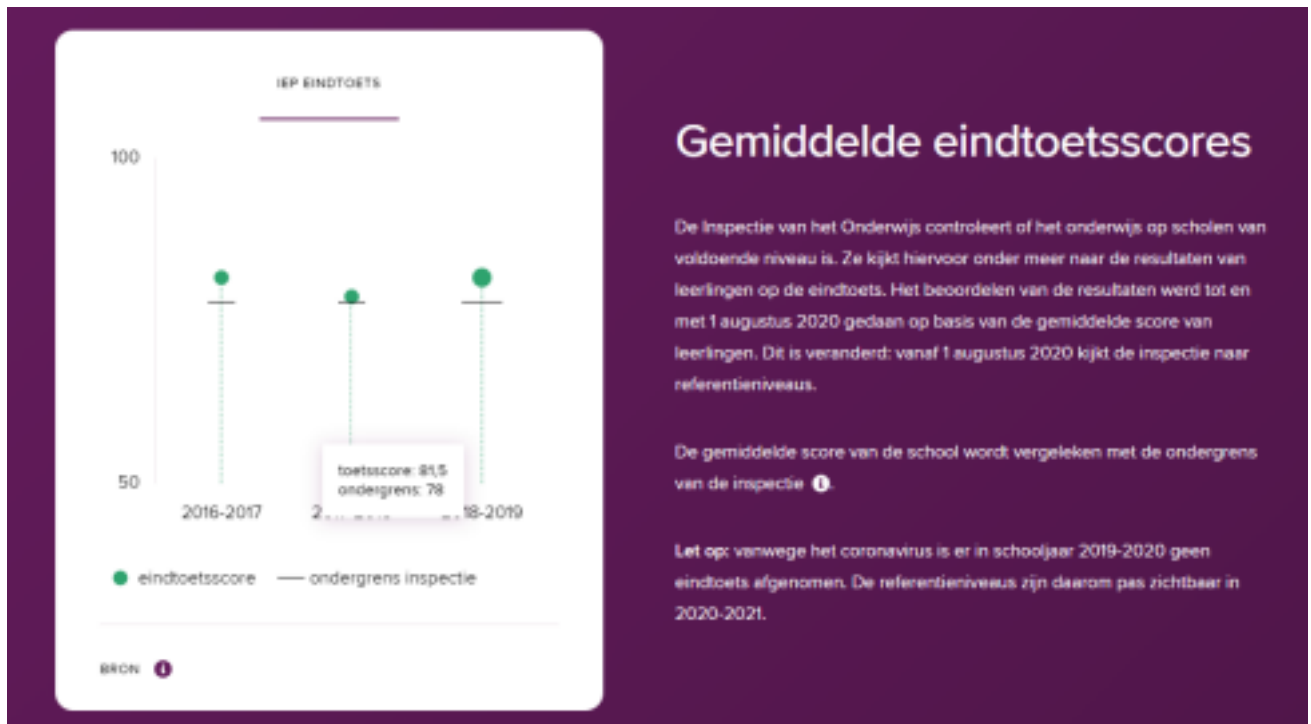 IEP EINDTOETS
100
50
toetsscore: 81,5
ondergrens: 78
2016-2017
18-2019
eindtoetsscore
ondergrens inspectie
BRON
Gemiddelde eindtoetsscores
De Inspectie van het Onderwijs controleert of het onderwijs op scholen van
voldoende niveau is. Ze kijkt hiervoor onder meer naar de resultaten van
leerlingen op de eindtoets. Het beoordelen van de resultaten werd tot en
met 1 augustus 2020 gedaan op basis van de gemiddelde score van
leerlingen. Dit is veranderd: vanaf 1 augustus 2020 kijkt de inspectie naar
referentieniveaus.
De gemiddelde score van de school wordt vergeleken met de ondergrens
van de inspectie i.
Let op: vanwege het coronavirus is er in schooljaar 2019-2020 geen
eindtoets afgenomen. De referentieniveaus zijn daarom pas zichtbaar in
2020-2021.